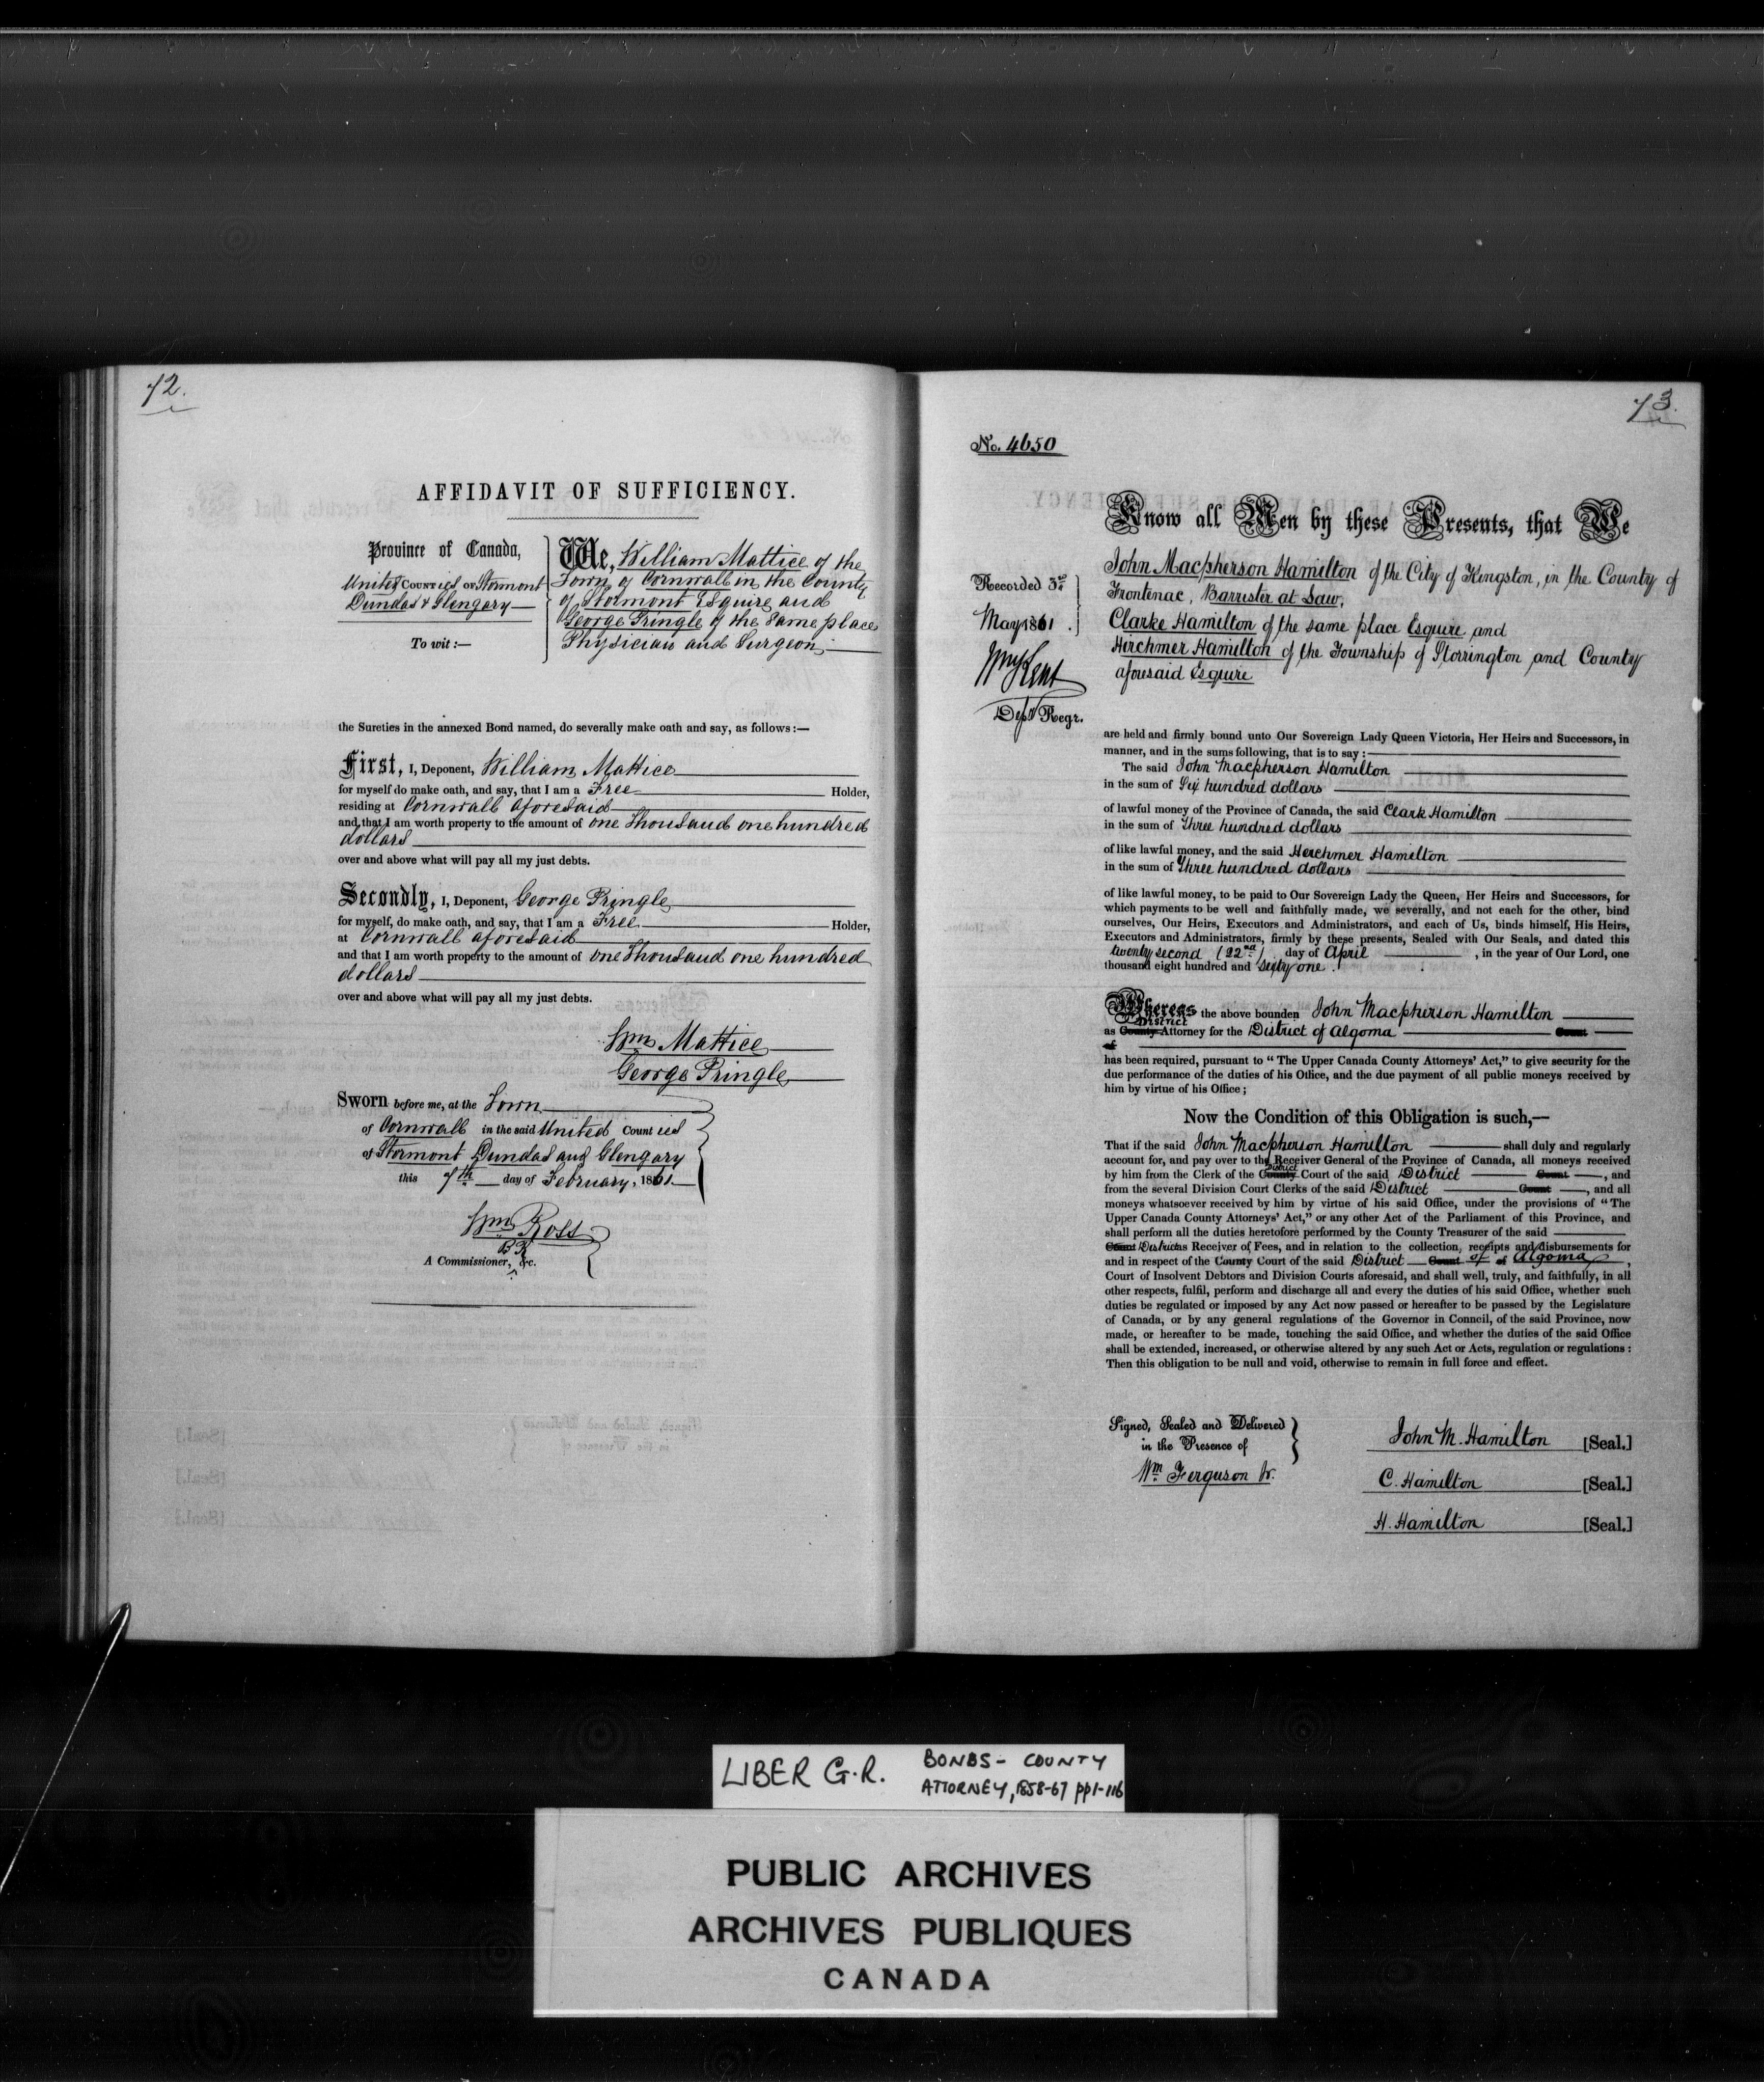 72.
AFFIDAVIT OF SUFFICIENCY.
Province of Canada,
United COUNTies OF Stormont
Dundas & Glengary
To wit:—
We, William Mattice of the
Town of Cornwall in the County
of Stormont Esquire and
George Pringle of the same place
Physician and Surgeon,
the Sureties in the annexed Bond named, do severally make oath and say, as follows:—
First, I, Deponent, William Mattice
for myself do make oath, and say, that I am a Free Holder,
residing at Cornwall aforesaid
and that I am worth property to the amount of one thousand one hundred
dollars
over and above what will pay all my just debts.
Secondly, I, Deponent, George Pringle
for myself, do make oath, and say, that I am a Free Holder,
at Cornwall aforesaid
and that I am worth property to the amount of one thousand one hundred
dollars
over and above what will pay all my just debts.
Wm Mattice
George Pringle
Sworn before me, at the Town
of Cornwall in the said United Counties
of Stormont Dundas and Glengary
this 7th day of February, 1861
Wm Ross
BR
A Commissioner, &c.
73.
No. 4650
Know all Men by these Presents, that We
Recorded 3rd
May 1861.
Wm Kent
Depy Regr.
John Macpherson Hamilton of the City of Kingston, in the County of
Frontenac, Barrister at Law,
Clarke Hamilton of the same place Esquire and
Hirchmer Hamilton of the Township of Storrington and County
aforesaid Esquire
are held and firmly bound unto Our Sovereign Lady Queen Victoria, Her Heirs and Successors, in
manner, and in the sums following, that is to say:—
The said John Macpherson Hamilton
in the sum of Six hundred dollars
of lawful money of the Province of Canada, the said Clark Hamilton
in the sum of Three hundred dollars
of like lawful money, and the said Herchmer Hamilton
in the sum of Three hundred dollars
of like lawful money, to be paid to Our Sovereign Lady the Queen, Her Heirs and Successors, for
which payments to be well and faithfully made, we severally, and not each for the other, bind
ourselves, Our Heirs, Executors and Administrators, and each of Us, binds himself, His Heirs,
Executors and Administrators, firmly by these presents, Sealed with Our Seals, and dated this
twenty second (22nd) day of April, in the year of Our Lord, one
thousand eight hundred and sixty one.
Whereas the above bounden John Macpherson Hamilton
District
as County Attorney for the District of Algoma Count
of
has been required, pursuant to "The Upper Canada County Attorneys' Act," to give security for the
due performance of the duties of his Office, and the due payment of all public moneys received by
him by virtue of his Office;
Now the Condition of this Obligation is such,—
That if the said John Macpherson Hamilton shall duly and regularly
account for, and pay over to the Receiver General of the Province of Canada, all moneys received
District
by him from the Clerk of the County Court of the said District Count, and
from the several Division Court Clerks of the said District Count, and all
moneys whatsoever received by him by virtue of his said Office, under the provisions of "The
Upper Canada County Attorneys' Act," or any other Act of the Parliament of this Province, and
shall perform all the duties heretofore performed by the County Treasurer of the said
Count District as Receiver of Fees, and in relation to the collection, receipts and disbursements for
and in respect of the County Court of the said District Count of of Algoma,
Court of Insolvent Debtors and Division Courts aforesaid, and shall well, truly, and faithfully, in all
other respects, fulfil, perform and discharge all and every the duties of his said Office, whether such
duties be regulated or imposed by any Act now passed or hereafter to be passed by the Legislature
of Canada, or by any general regulations of the Governor in Conncil, of the said Province, now
made, or hereafter to be made, touching the said Office, and whether the duties of the said Office
shall be extended, increased, or otherwise altered by any such Act or Acts, regulation or regulations:
Then this obligation to be null and void, otherwise to remain in full force and effect.
Signed, Sealed and Delivered
in the Presence of
Wm. Ferguson Jr.
John M. Hamilton [Seal.]
C. Hamilton [Seal.]
H. Hamilton [Seal.]
LIBER G.R.
BONDS - COUNTY
ATTORNEY, 1858-67 pp1-116
PUBLIC ARCHIVES
ARCHIVES PUBLIQUES
CANADA